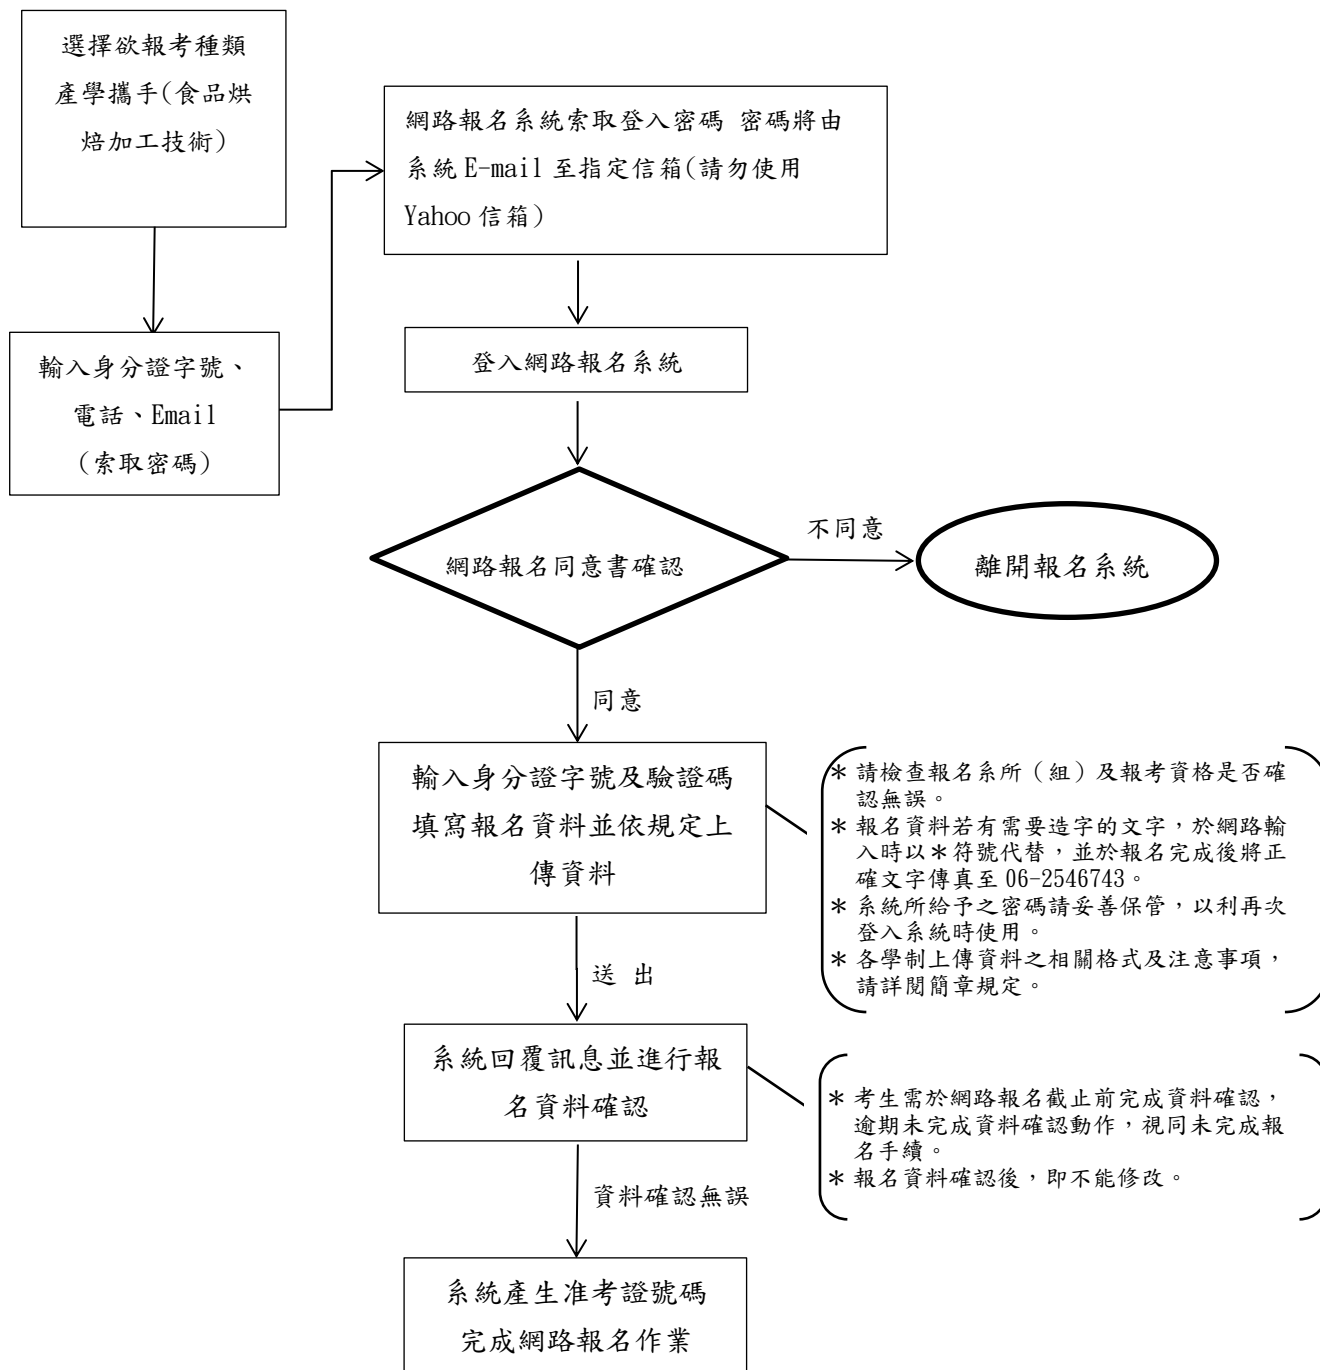 選擇欲報考種類
產學攜手(食品烘
焙加工技術)
輸入身分證字號、
電話、Email
(索取密碼)
網路報名系統索取登入密碼 密碼將由
系統 E-mail 至指定信箱(請勿使用
Yahoo 信箱)
登入網路報名系統
網路報名同意書確認
不同意
離開報名系統
同意
輸入身分證字號及驗證碼
填寫報名資料並依規定上
傳資料
＊請檢查報名系所（組）及報考資格是否確
認無誤。
＊報名資料若有需要造字的文字，於網路輸
入時以＊符號代替，並於報名完成後將正
確文字傳真至 06-2546743。
＊系統所給予之密碼請妥善保管，以利再次
登入系統時使用。
＊各學制上傳資料之相關格式及注意事項，
請詳閱簡章規定。
送 出
系統回覆訊息並進行報
名資料確認
＊考生需於網路報名截止前完成資料確認，
逾期未完成資料確認動作，視同未完成報
名手續。
＊報名資料確認後，即不能修改。
資料確認無誤
系統產生准考證號碼
完成網路報名作業